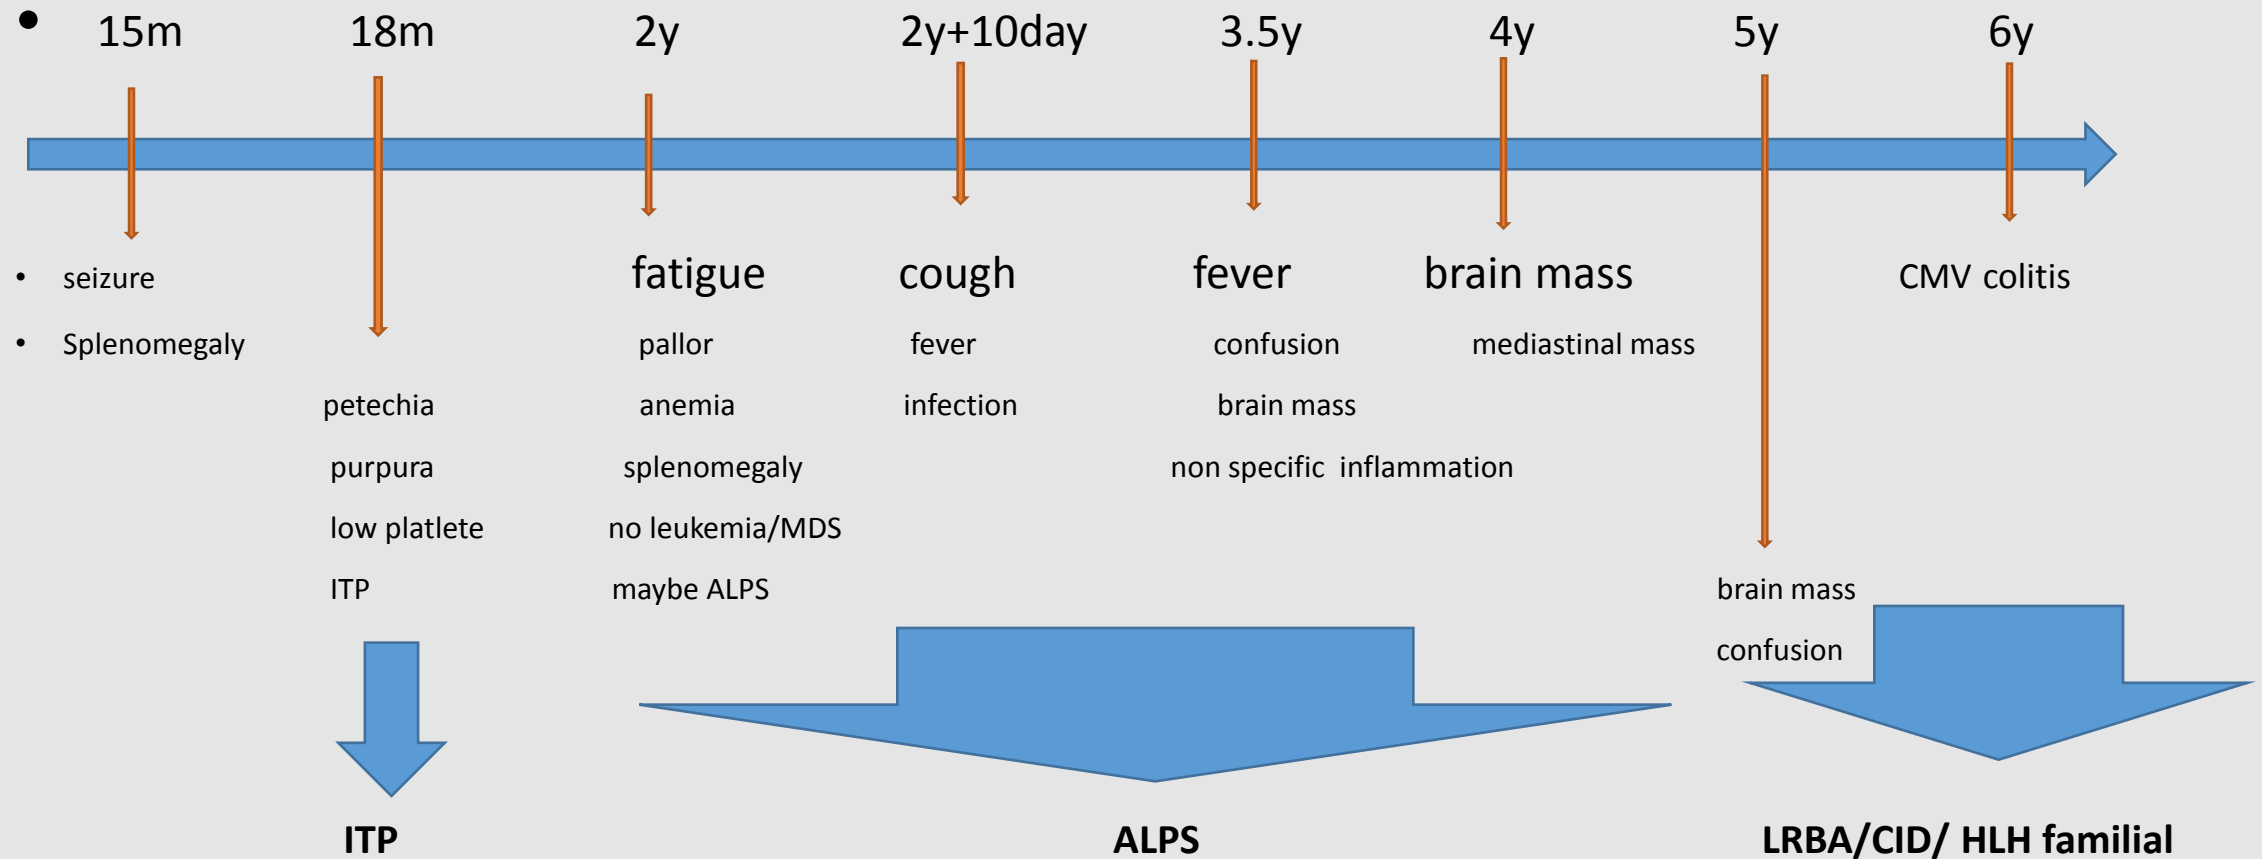 • 15m 18m 2y 2y+10day 3.5y 4y 5y 6y
• seizure fatigue cough fever brain mass CMV colitis
• Splenomegaly pallor fever confusion mediastinal mass
petechia anemia infection brain mass
purpura splenomegaly non specific inflammation
low platlete no leukemia/MDS
ITP maybe ALPS brain mass
confusion
ITP ALPS LRBA/CID/ HLH familial